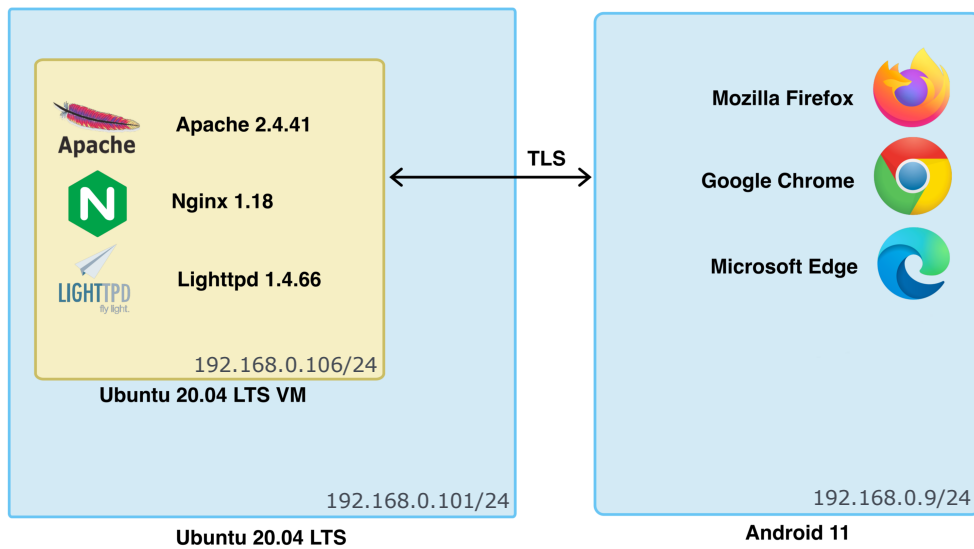 Apache
Apache 2.4.41
Nginx 1.18
LIGHTTPD
fly light.
Lighttpd 1.4.66
192.168.0.106/24
Ubuntu 20.04 LTS VM
192.168.0.101/24
Ubuntu 20.04 LTS
TLS
Mozilla Firefox
Google Chrome
Microsoft Edge
192.168.0.9/24
Android 11